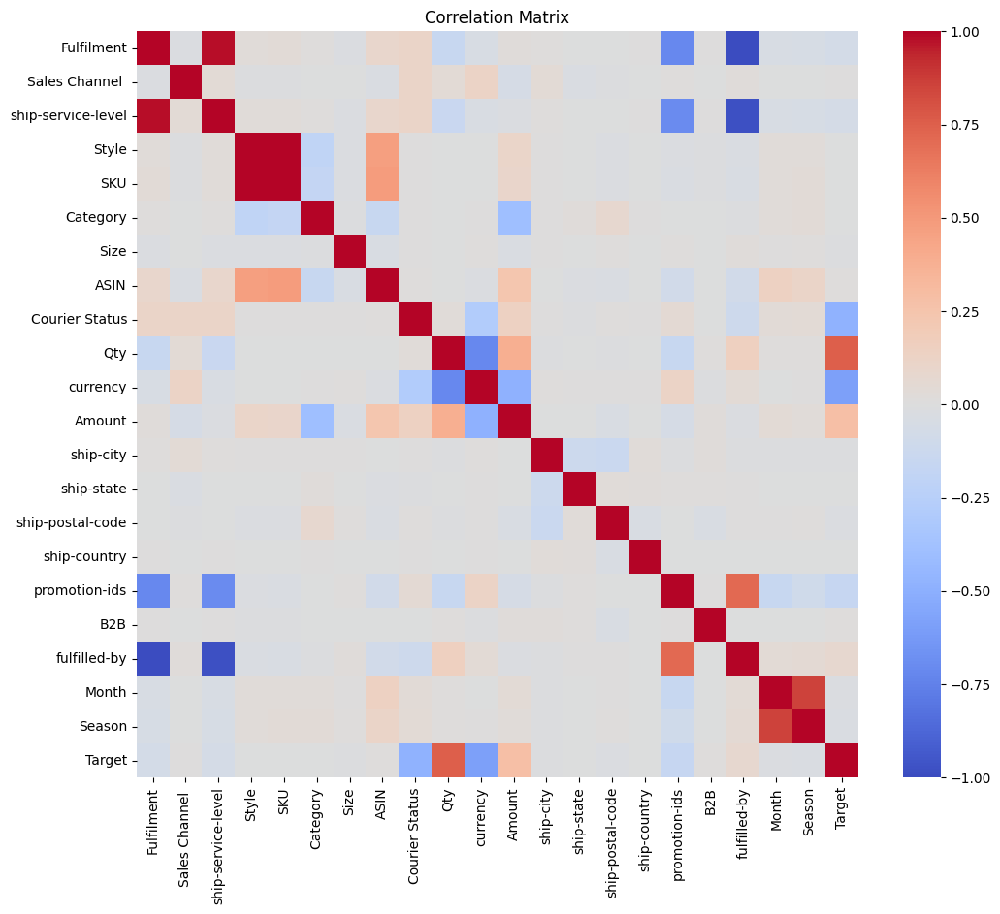 Correlation Matrix
Fulfilment
Sales Channel
ship-service-level
Style
SKU
Category
Size
ASIN
Courier Status
Qty
currency
Amount
ship-city
ship-state
ship-postal-code
ship-country
promotion-ids
B2B
fulfilled-by
Month
Season
Target
Fulfilment
Sales Channel
ship-service-level
Style
SKU
Category
Size
ASIN
Courier Status
Qty
currency
Amount
ship-city
ship-state
ship-postal-code
ship-country
promotion-ids
B2B
fulfilled-by
Month
Season
Target
1.00
0.75
0.50
0.25
0.00
−0.25
−0.50
−0.75
−1.00